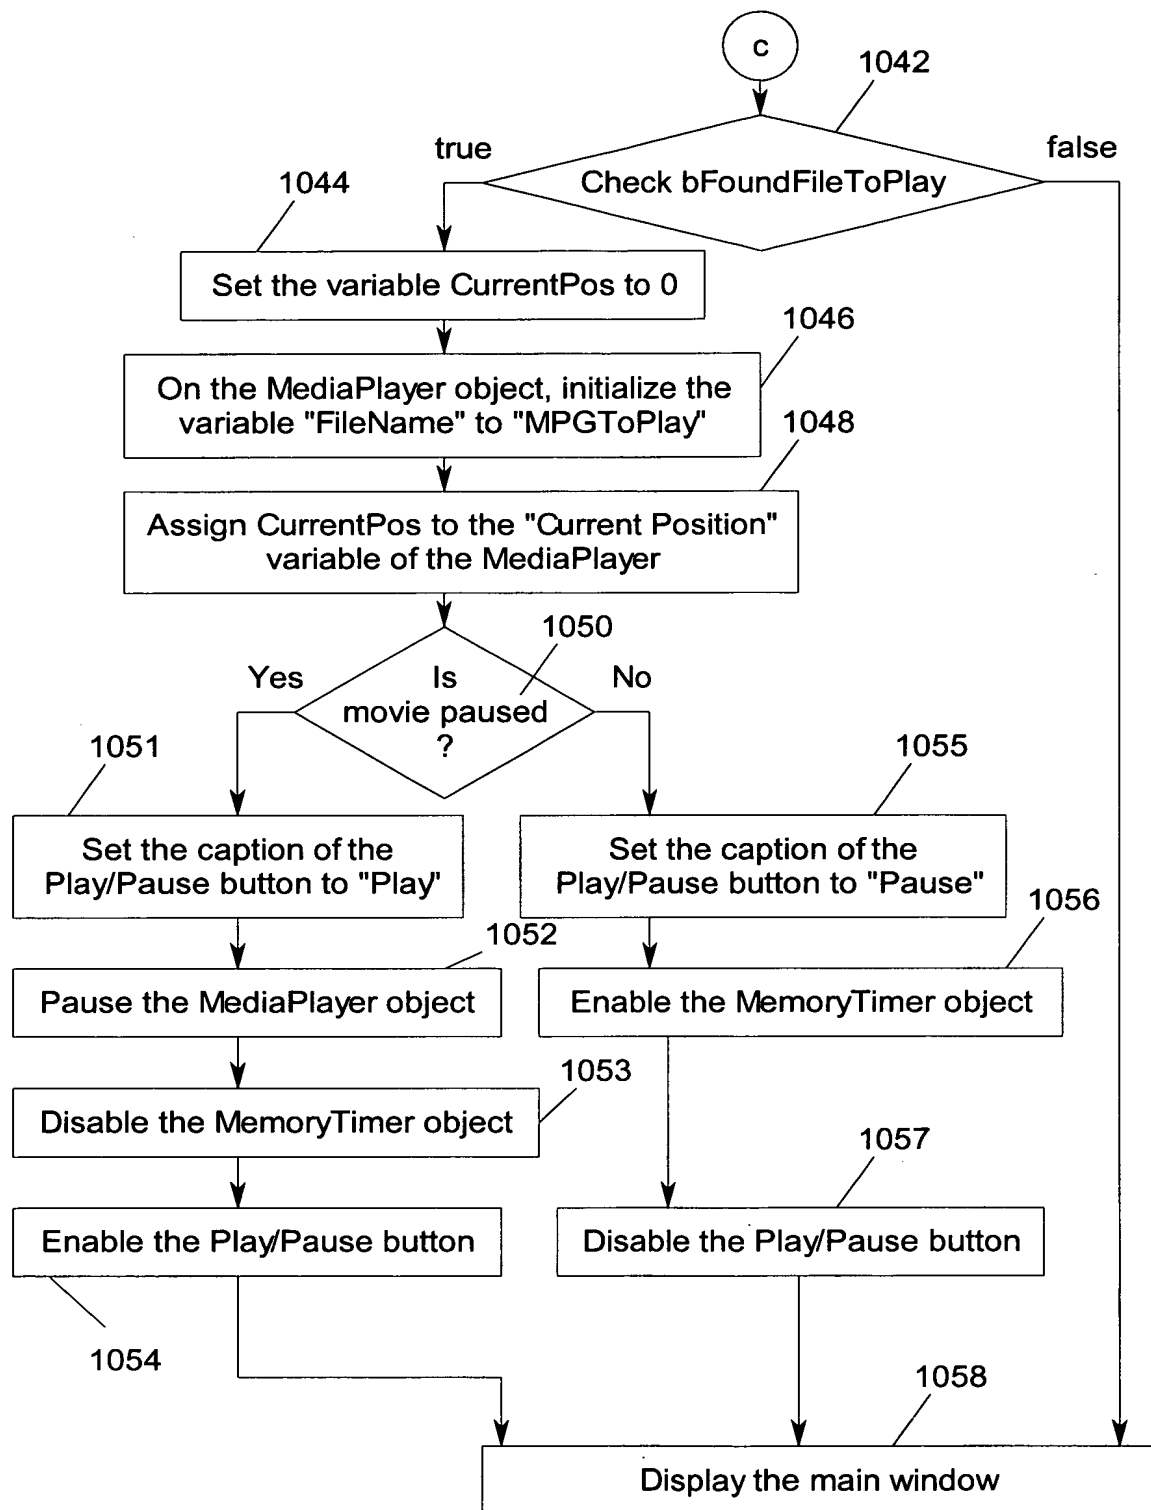 c
1042
true
false
Check bFoundFileToPlay
1044
Set the variable CurrentPos to 0
1046
On the MediaPlayer object, initialize the
variable "FileName" to "MPGToPlay"
1048
Assign CurrentPos to the "Current Position"
variable of the MediaPlayer
1050
Yes
Is
movie paused
?
No
1051
Set the caption of the
Play/Pause button to "Play"
1055
Set the caption of the
Play/Pause button to "Pause"
1052
Pause the MediaPlayer object
1056
Enable the MemoryTimer object
1053
Disable the MemoryTimer object
1057
Enable the Play/Pause button
Disable the Play/Pause button
1054
1058
Display the main window